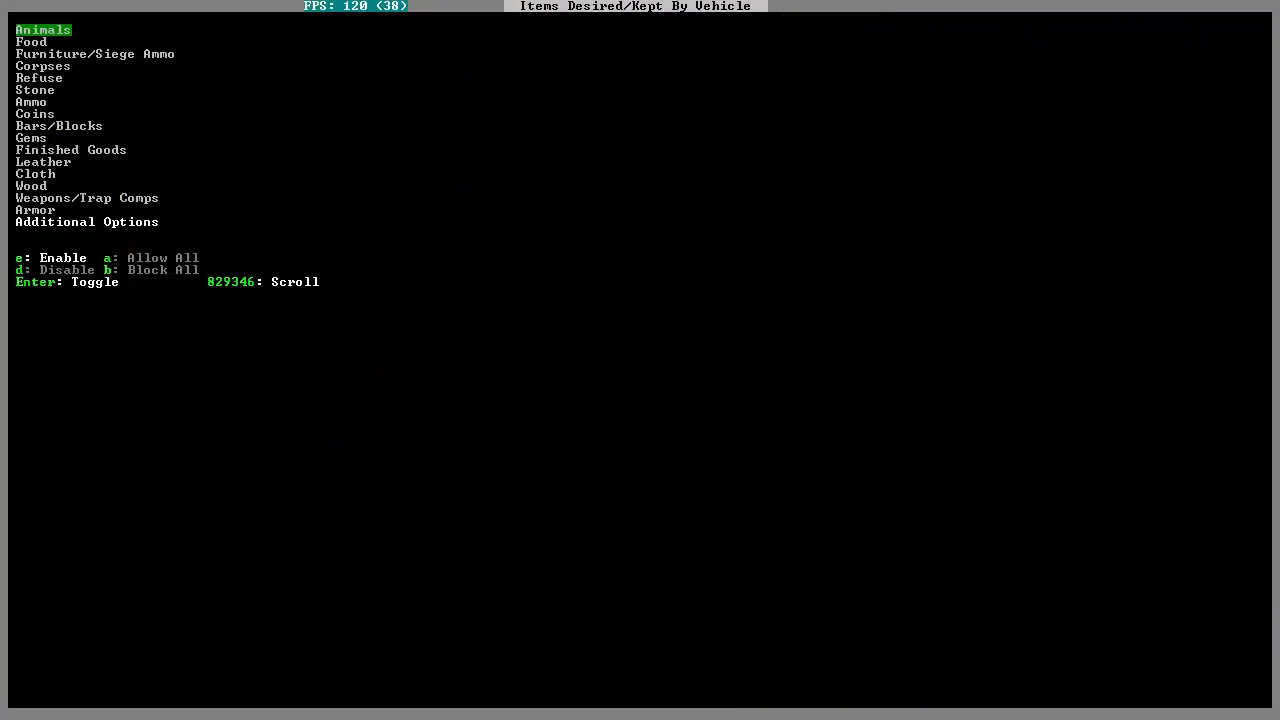 FPS: 120 (38) Items Desired/Kept By Vehicle
Animals
Food
Furniture/Siege Ammo
Corpses
Refuse
Stone
Ammo
Coins
Bars/Blocks
Gems
Finished Goods
Leather
Cloth
Wood
Weapons/Trap Comps
Armor
Additional Options
e: Enable a: Allow All
d: Disable b: Block All
Enter: Toggle 829346: Scroll